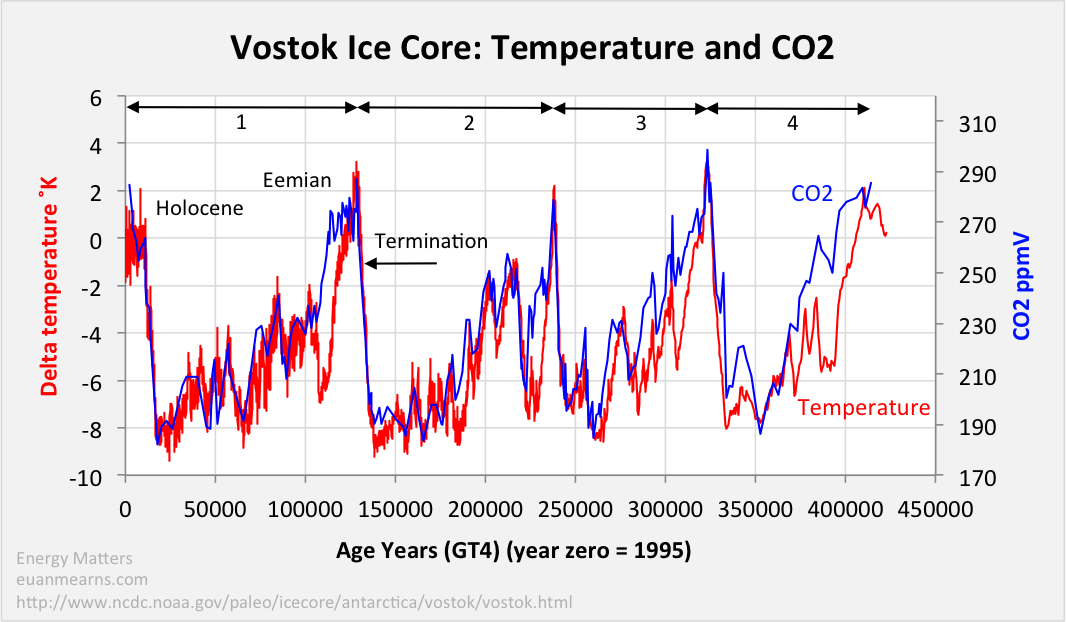 Vostok Ice Core: Temperature and CO2
6
4
2
0
-2
-4
-6
-8
-10
Delta temperature ˚K
1
2
3
4
Eemian
Holocene
Termination
CO2
Temperature
310
290
270
250
230
210
190
170
CO2 ppmV
0
50000
100000
150000
200000
250000
300000
350000
400000
450000
Age Years (GT4) (year zero = 1995)
Energy Matters
euanmearns.com
http://www.ncdc.noaa.gov/paleo/icecore/antarctica/vostok/vostok.html